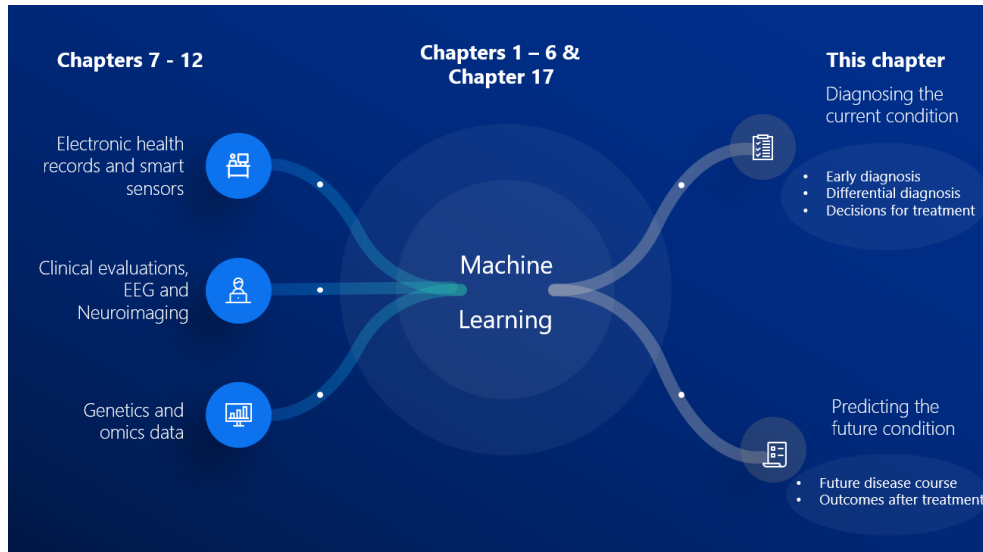 Chapters 7 - 12
Electronic health
records and smart
sensors
Clinical evaluations,
EEG and
Neuroimaging
Genetics and
omics data
Chapters 1 – 6 &
Chapter 17
Machine
Learning
This chapter
Diagnosing the
current condition
• Early diagnosis
• Differential diagnosis
• Decisions for treatment
Predicting the
future condition
• Future disease course
• Outcomes after treatment